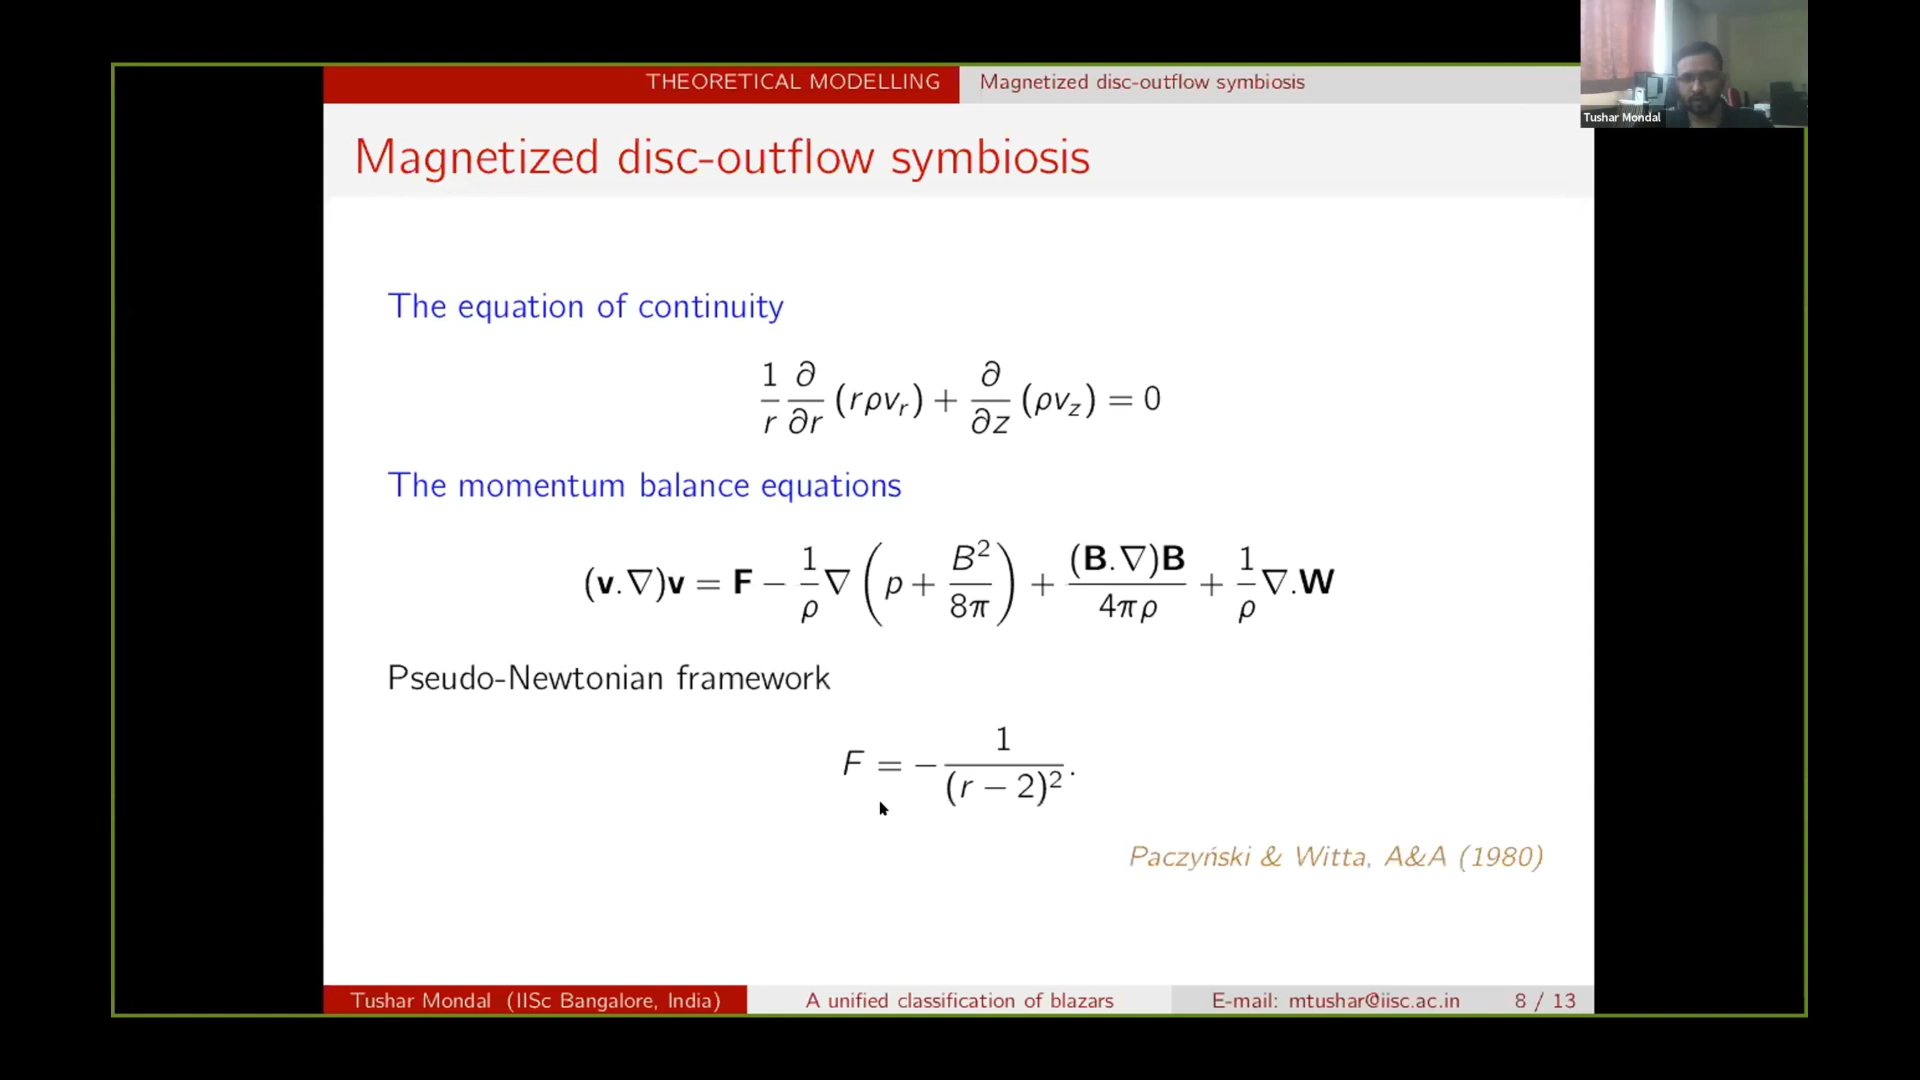 THEORETICAL MODELLING Magnetized disc-outflow symbiosis
Tushar Mondal
Magnetized disc-outflow symbiosis
The equation of continuity
1/r ∂/∂r (rρv_r) + ∂/∂z (ρv_z) = 0
The momentum balance equations
(v.∇)v = F − 1/ρ ∇ (p + B²/8π) + (B.∇)B/4πρ + 1/ρ ∇.W
Pseudo-Newtonian framework
F = − 1/(r − 2)² .
Paczyński & Witta, A&A (1980)
Tushar Mondal (IISc Bangalore, India) A unified classification of blazars E-mail: mtushar@iisc.ac.in 8 / 13